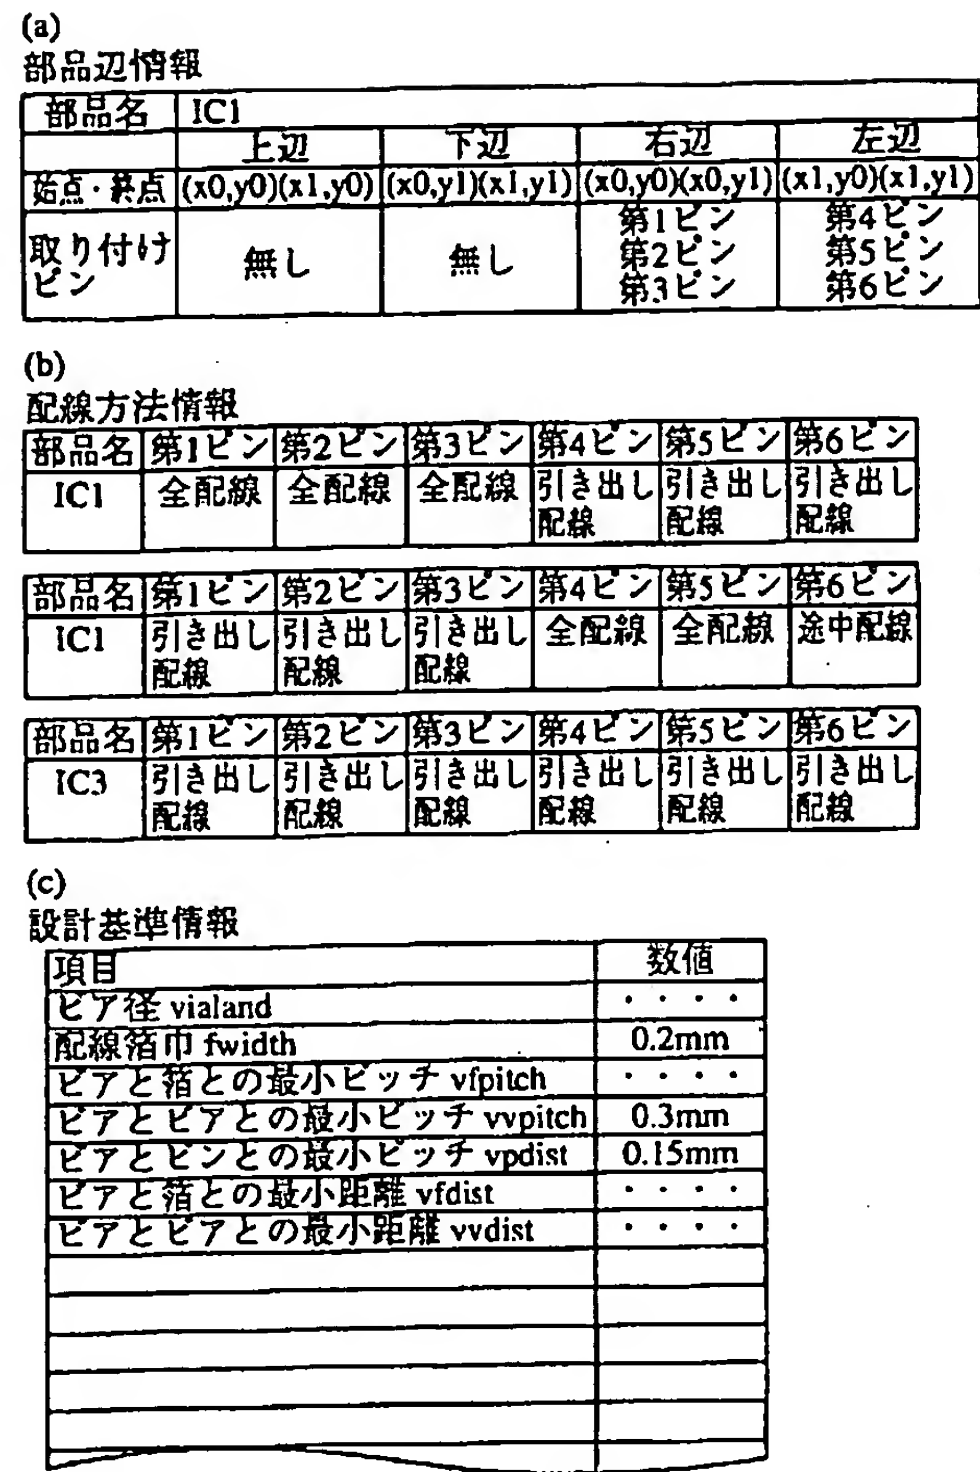 (a)
部品辺情報
部品名 IC1
上辺 下辺 右辺 左辺
始点・終点 (x0,y0)(x1,y0) (x0,y1)(x1,y1) (x0,y0)(x0,y1) (x1,y0)(x1,y1)
取り付けピン 無し 無し 第1ピン 第2ピン 第3ピン 第4ピン 第5ピン 第6ピン
(b)
配線方法情報
部品名 第1ピン 第2ピン 第3ピン 第4ピン 第5ピン 第6ピン
IC1 全配線 全配線 全配線 引き出し配線 引き出し配線 引き出し配線
部品名 第1ピン 第2ピン 第3ピン 第4ピン 第5ピン 第6ピン
IC1 引き出し配線 引き出し配線 引き出し配線 全配線 全配線 途中配線
部品名 第1ピン 第2ピン 第3ピン 第4ピン 第5ピン 第6ピン
IC3 引き出し配線 引き出し配線 引き出し配線 引き出し配線 引き出し配線 引き出し配線
(c)
設計基準情報
項目 数値
ビア径 vialand ・・・・
配線箔巾 fwidth 0.2mm
ビアと箔との最小ピッチ vfpitch ・・・・
ビアとビアとの最小ピッチ vvpitch 0.3mm
ビアとピンとの最小ピッチ vpdist 0.15mm
ビアと箔との最小距離 vfdist ・・・・
ビアとビアとの最小距離 vvdist ・・・・